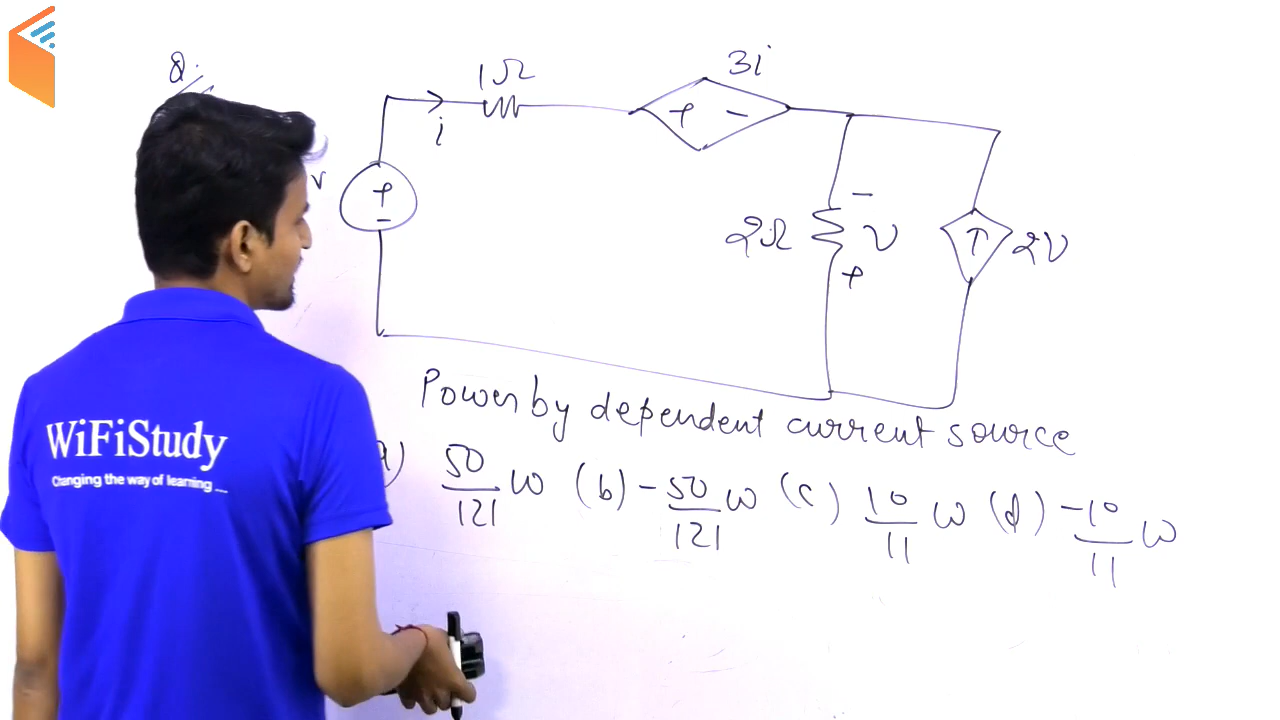 Q.
1Ω
3i
i
+ -
V
+
-
2Ω
-
V
+
↑
2V
Power by dependent current source
a) 50/121 W (b) -50/121 W (c) 10/11 W (d) -10/11 W
WiFiStudy
Changing the way of learning ...